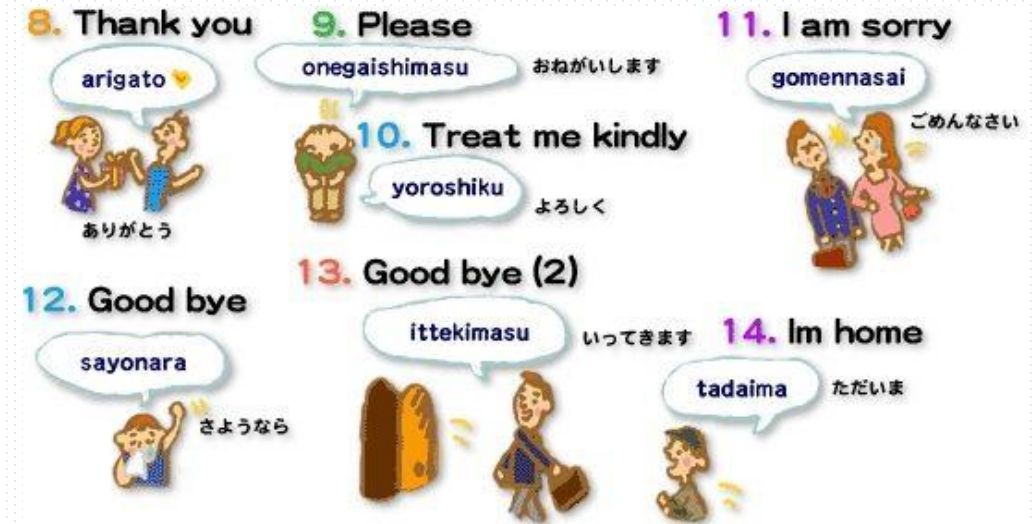 8. Thank you
arigato
ありがとう
9. Please
onegaishimasu
おねがいします
10. Treat me kindly
yoroshiku
よろしく
11. I am sorry
gomennasai
ごめんなさい
12. Good bye
sayonara
さようなら
13. Good bye (2)
ittekimasu
いってきます
14. Im home
tadaima
ただいま